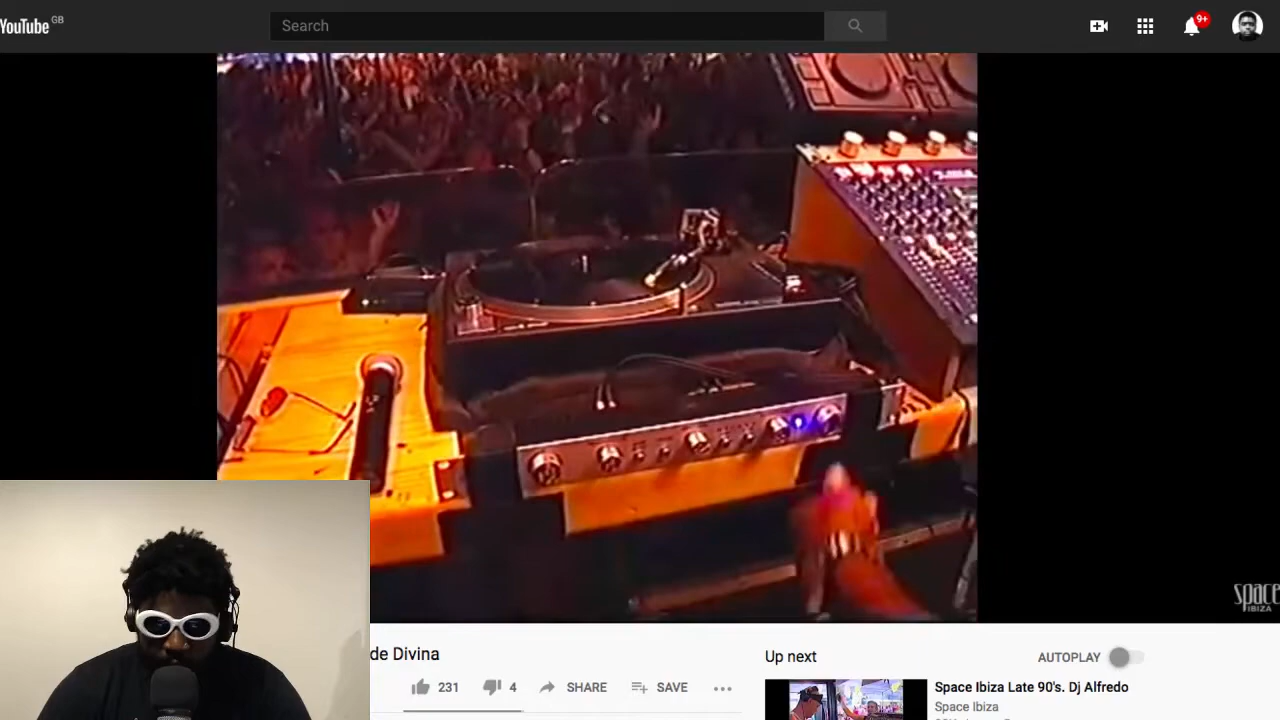 YouTube GB
Search
9+
space
IBIZA
de Divina
231
4
SHARE
SAVE
Up next
AUTOPLAY
Space Ibiza Late 90's. Dj Alfredo
Space Ibiza